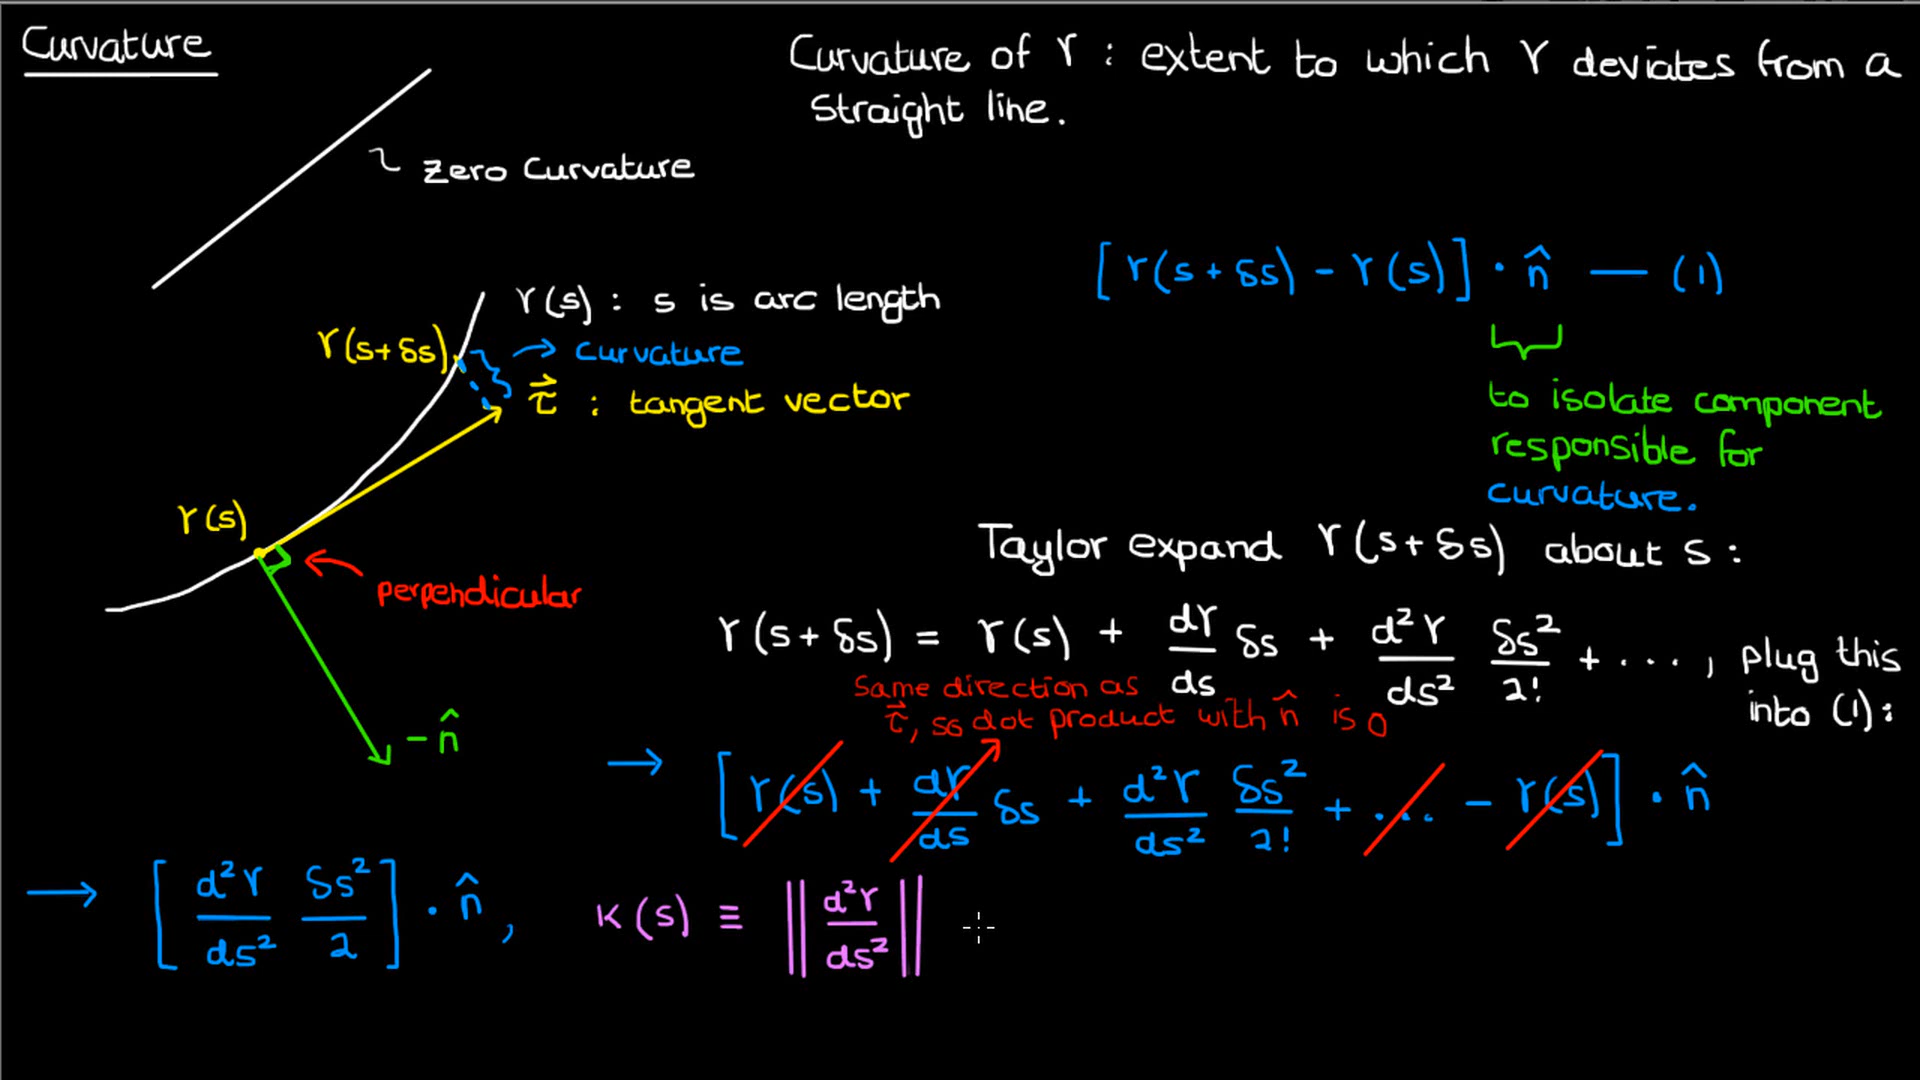 Curvature
Curvature of r : extent to which r deviates from a
straight line.
zero curvature
[r(s + δs) - r(s)] · n̂ — (1)
r(s) : s is arc length
r(s+δs)
→ curvature
τ⃗ : tangent vector
to isolate component
responsible for
curvature.
r(s)
perpendicular
Taylor expand r(s + δs) about s :
r(s + δs) = r(s) + dr/ds δs + d²r/ds² δs²/2! + ··· , plug this
into (1):
same direction as
τ⃗, so dot product with n̂ is 0
- n̂
→ [r(s) + dr/ds δs + d²r/ds² δs²/2! + ... - r(s)] · n̂
→ [d²r/ds² δs²/2] · n̂ , κ(s) ≡ ||d²r/ds²||